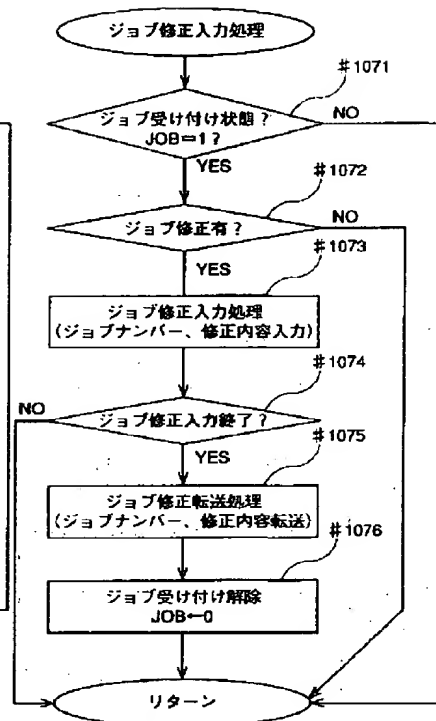 ジョブ修正入力処理
#1071
ジョブ受け付け状態?
JOB=1?
NO
YES
#1072
ジョブ修正有?
NO
#1073
YES
ジョブ修正入力処理
(ジョブナンバー、修正内容入力)
#1074
NO
ジョブ修正入力終了?
#1075
YES
ジョブ修正転送処理
(ジョブナンバー、修正内容転送)
#1076
ジョブ受け付け解除
JOB←0
リターン